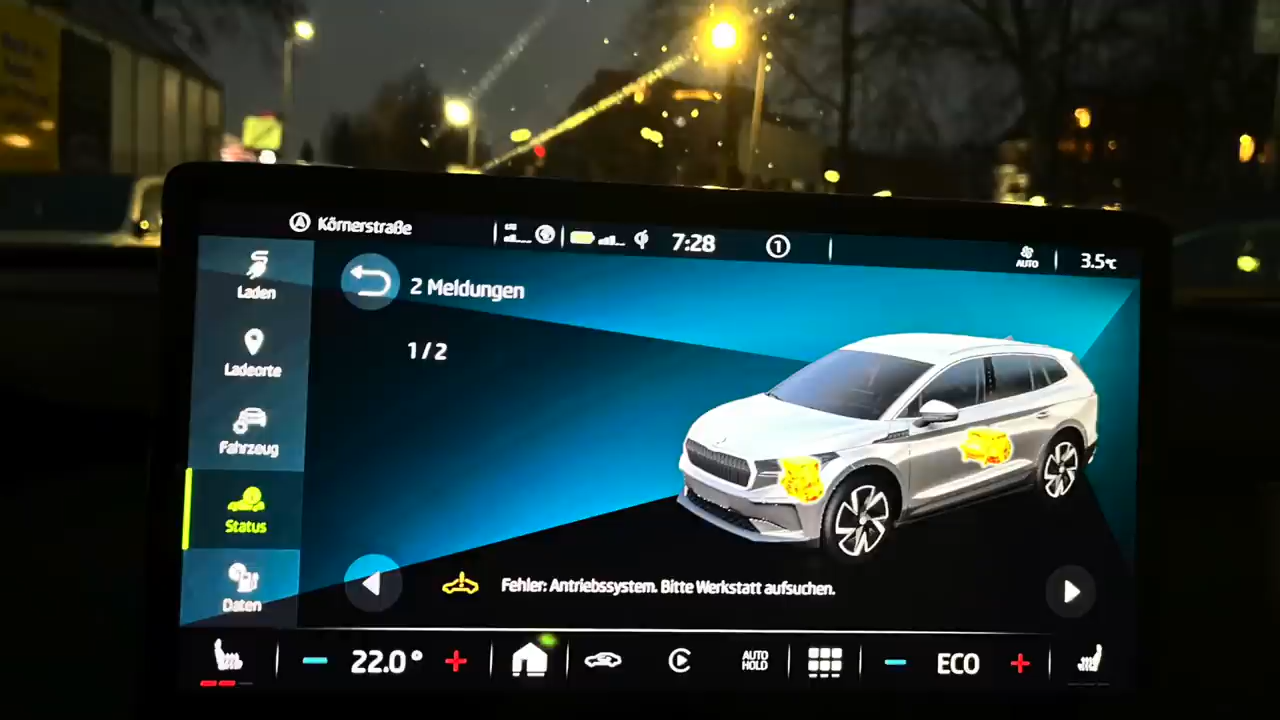 Körnerstraße
7:28
1
AUTO
3.5°C
Laden
2 Meldungen
1/2
Ladeorte
Fahrzeug
Status
Daten
Fehler: Antriebssystem. Bitte Werkstatt aufsuchen.
22.0°
AUTO HOLD
ECO